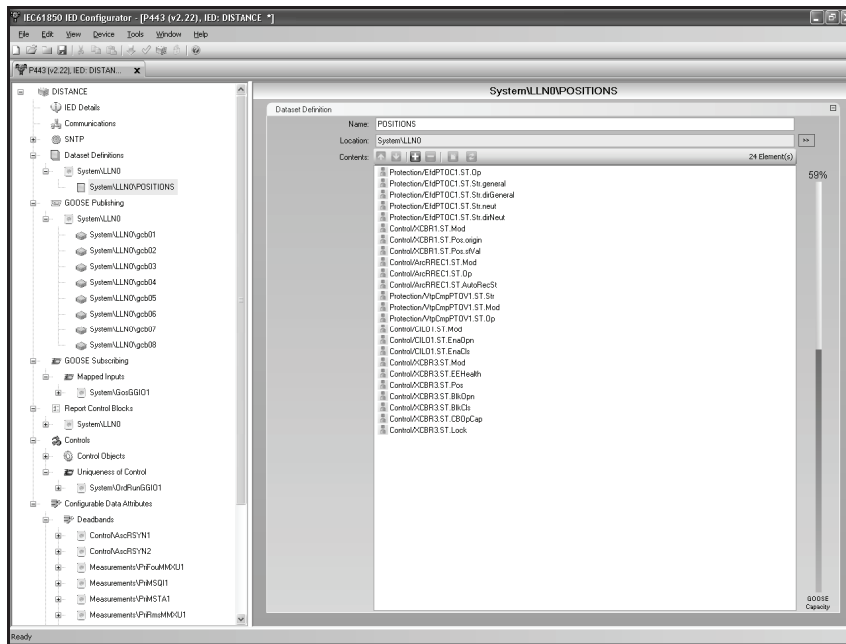 IEC61850 IED Configurator - [P443 (v2.22), IED: DISTANCE *]
File Edit View Device Tools Window Help
P443 (v2.22), IED: DISTAN... X
DISTANCE
IED Details
Communications
SNTP
Dataset Definitions
System\LLN0
System\LLN0\POSITIONS
GOOSE Publishing
System\LLN0
System\LLN0\gcb01
System\LLN0\gcb02
System\LLN0\gcb03
System\LLN0\gcb04
System\LLN0\gcb05
System\LLN0\gcb06
System\LLN0\gcb07
System\LLN0\gcb08
GOOSE Subscribing
Mapped Inputs
System\GosGGIO1
Report Control Blocks
System\LLN0
Controls
Control Objects
Uniqueness of Control
System\OrdRunGGIO1
Configurable Data Attributes
Deadbands
Control\AscRSYN1
Control\AscRSYN2
Measurements\PriFouMMXU1
Measurements\PriMSQI1
Measurements\PriMSTA1
Measurements\PriRmsMMXU1
System\LLN0\POSITIONS
Dataset Definition
Name: POSITIONS
Location: System\LLN0 >>
Contents: 24 Element(s)
Protection/EfdPTOC1.ST.Op
Protection/EfdPTOC1.ST.Str.general
Protection/EfdPTOC1.ST.Str.dirGeneral
Protection/EfdPTOC1.ST.Str.neut
Protection/EfdPTOC1.ST.Str.dirNeut
Control/XCBR1.ST.Mod
Control/XCBR1.ST.Pos.origin
Control/XCBR1.ST.Pos.stVal
Control/ArcRREC1.ST.Mod
Control/ArcRREC1.ST.Op
Control/ArcRREC1.ST.AutoRecSt
Protection/VtpCmpPTOV1.ST.Str
Protection/VtpCmpPTOV1.ST.Mod
Protection/VtpCmpPTOV1.ST.Op
Control/CILO1.ST.Mod
Control/CILO1.ST.EnaOpn
Control/CILO1.ST.EnaCls
Control/XCBR3.ST.Mod
Control/XCBR3.ST.EEHealth
Control/XCBR3.ST.Pos
Control/XCBR3.ST.BlkOpn
Control/XCBR3.ST.BlkCls
Control/XCBR3.ST.CBOpCap
Control/XCBR3.ST.Lock
59%
GOOSE
Capacity
Ready